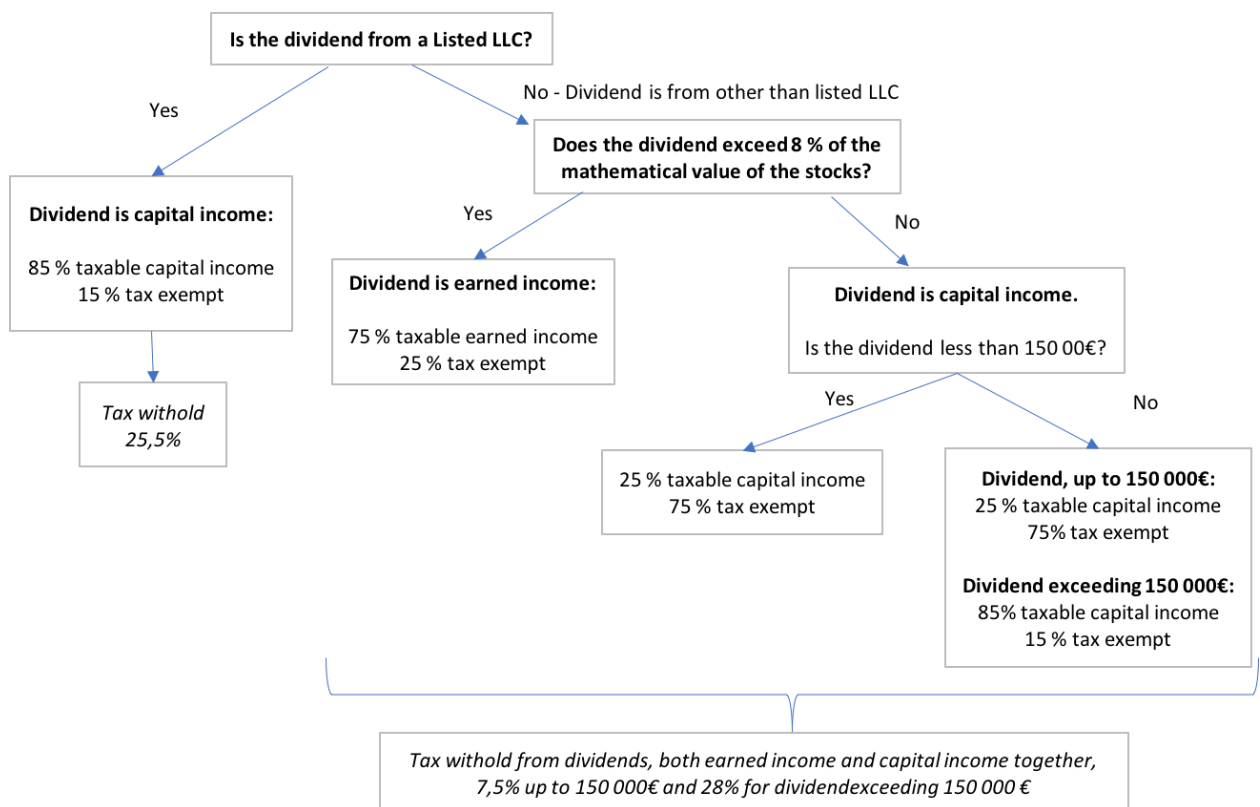 Is the dividend from a Listed LLC?
Yes
No - Dividend is from other than listed LLC
Does the dividend exceed 8 % of the
mathematical value of the stocks?
Dividend is capital income:
85 % taxable capital income
15 % tax exempt
Tax withold
25,5%
Yes
No
Dividend is earned income:
75 % taxable earned income
25 % tax exempt
Dividend is capital income.
Is the dividend less than 150 00€?
Yes
No
25 % taxable capital income
75 % tax exempt
Dividend, up to 150 000€:
25 % taxable capital income
75% tax exempt
Dividend exceeding 150 000€:
85% taxable capital income
15 % tax exempt
Tax withold from dividends, both earned income and capital income together,
7,5% up to 150 000€ and 28% for dividendexceeding 150 000 €